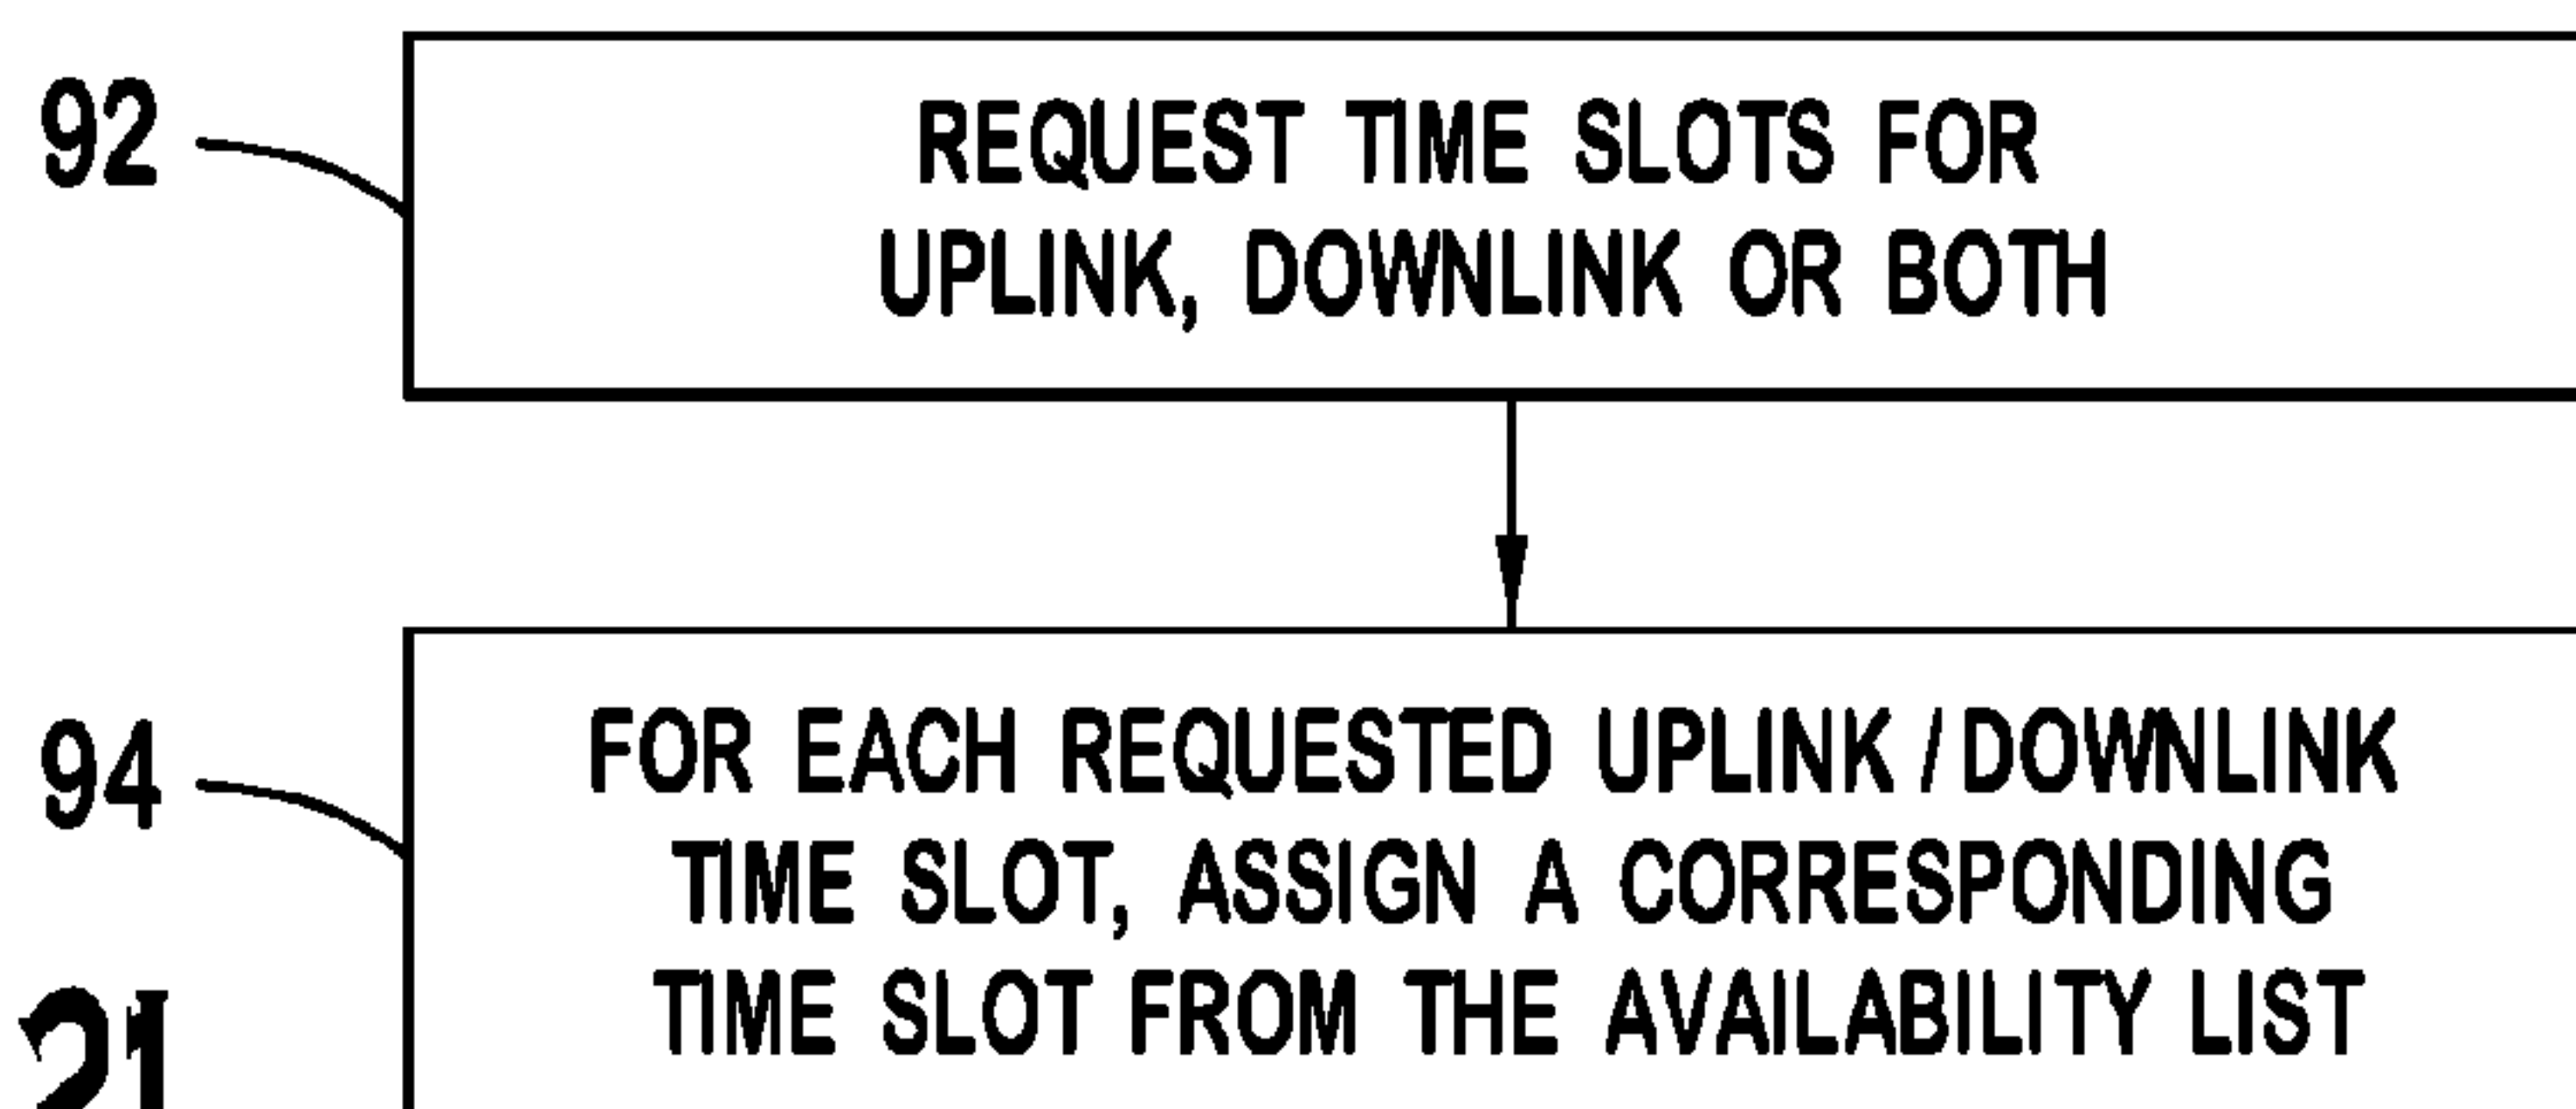 92
REQUEST TIME SLOTS FOR
UPLINK, DOWNLINK OR BOTH
94
FOR EACH REQUESTED UPLINK / DOWNLINK
TIME SLOT, ASSIGN A CORRESPONDING
TIME SLOT FROM THE AVAILABILITY LIST